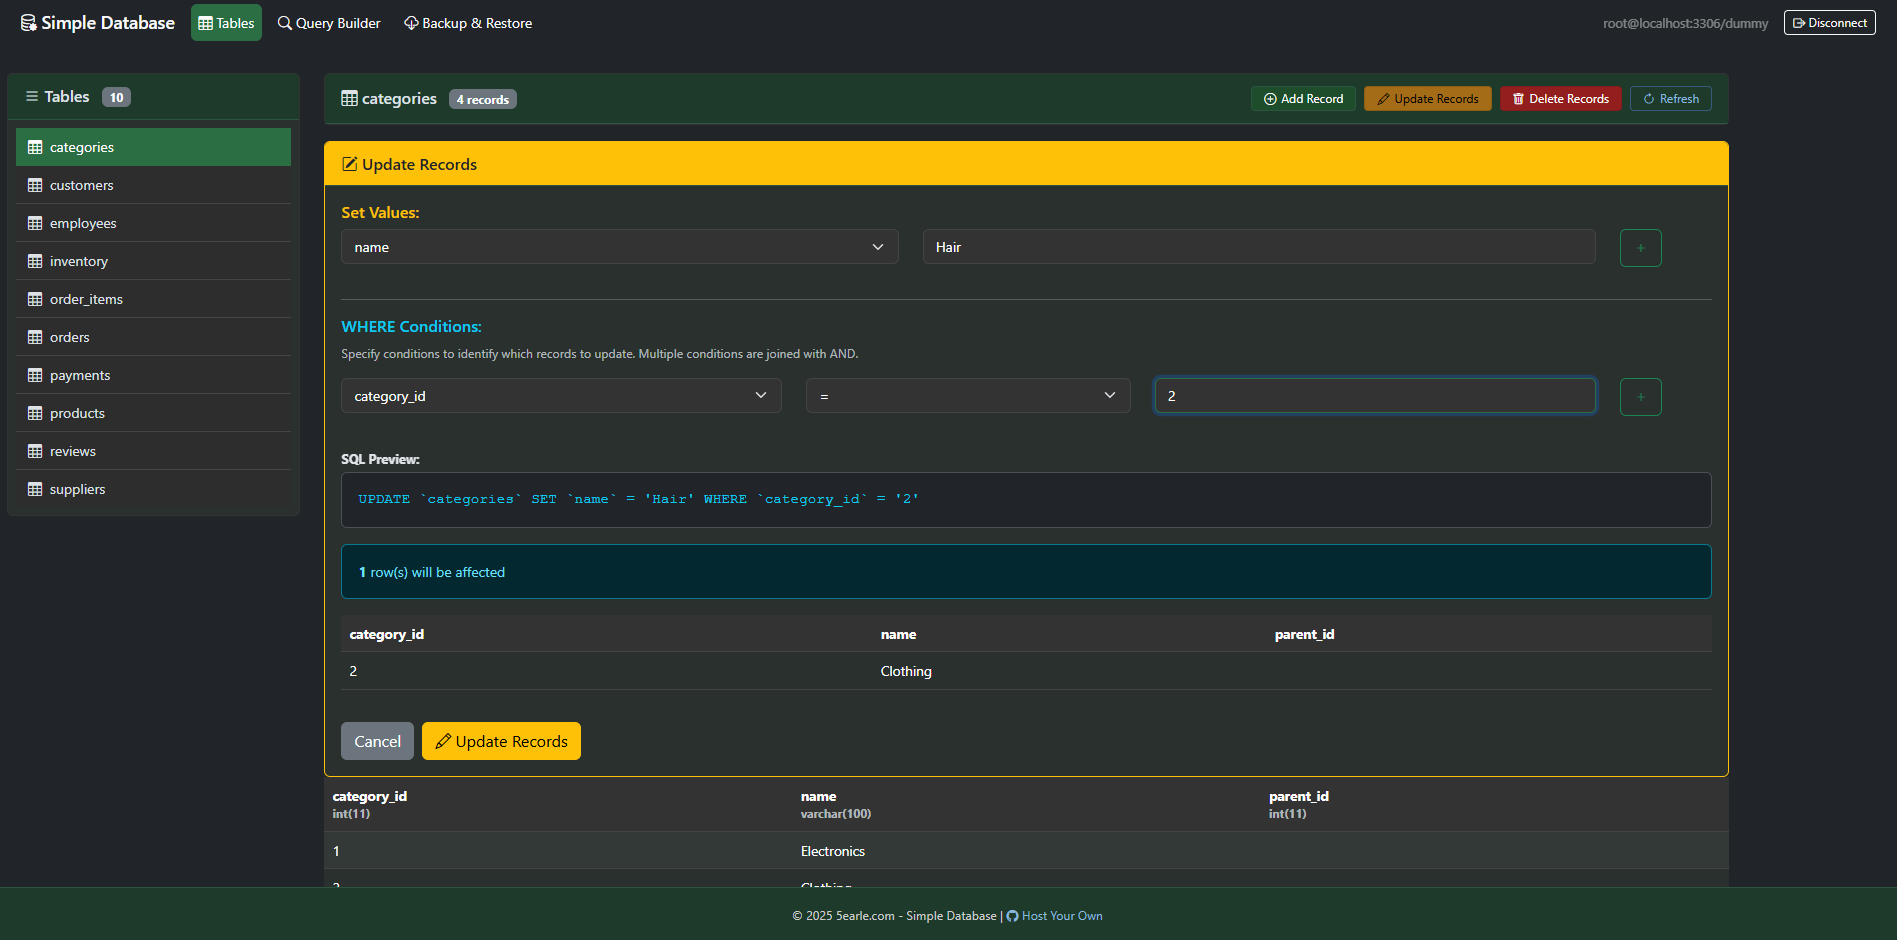 Simple Database Tables Query Builder Backup & Restore root@localhost:3306/dummy Disconnect
Tables 10
categories
customers
employees
inventory
order_items
orders
payments
products
reviews
suppliers
categories 4 records Add Record Update Records Delete Records Refresh
Update Records
Set Values:
name Hair +
WHERE Conditions:
Specify conditions to identify which records to update. Multiple conditions are joined with AND.
category_id = 2 +
SQL Preview:
UPDATE `categories` SET `name` = 'Hair' WHERE `category_id` = '2'
1 row(s) will be affected
category_id name parent_id
2 Clothing
Cancel Update Records
category_id name parent_id
int(11) varchar(100) int(11)
1 Electronics
2 Clothing
© 2025 5earle.com - Simple Database | Host Your Own